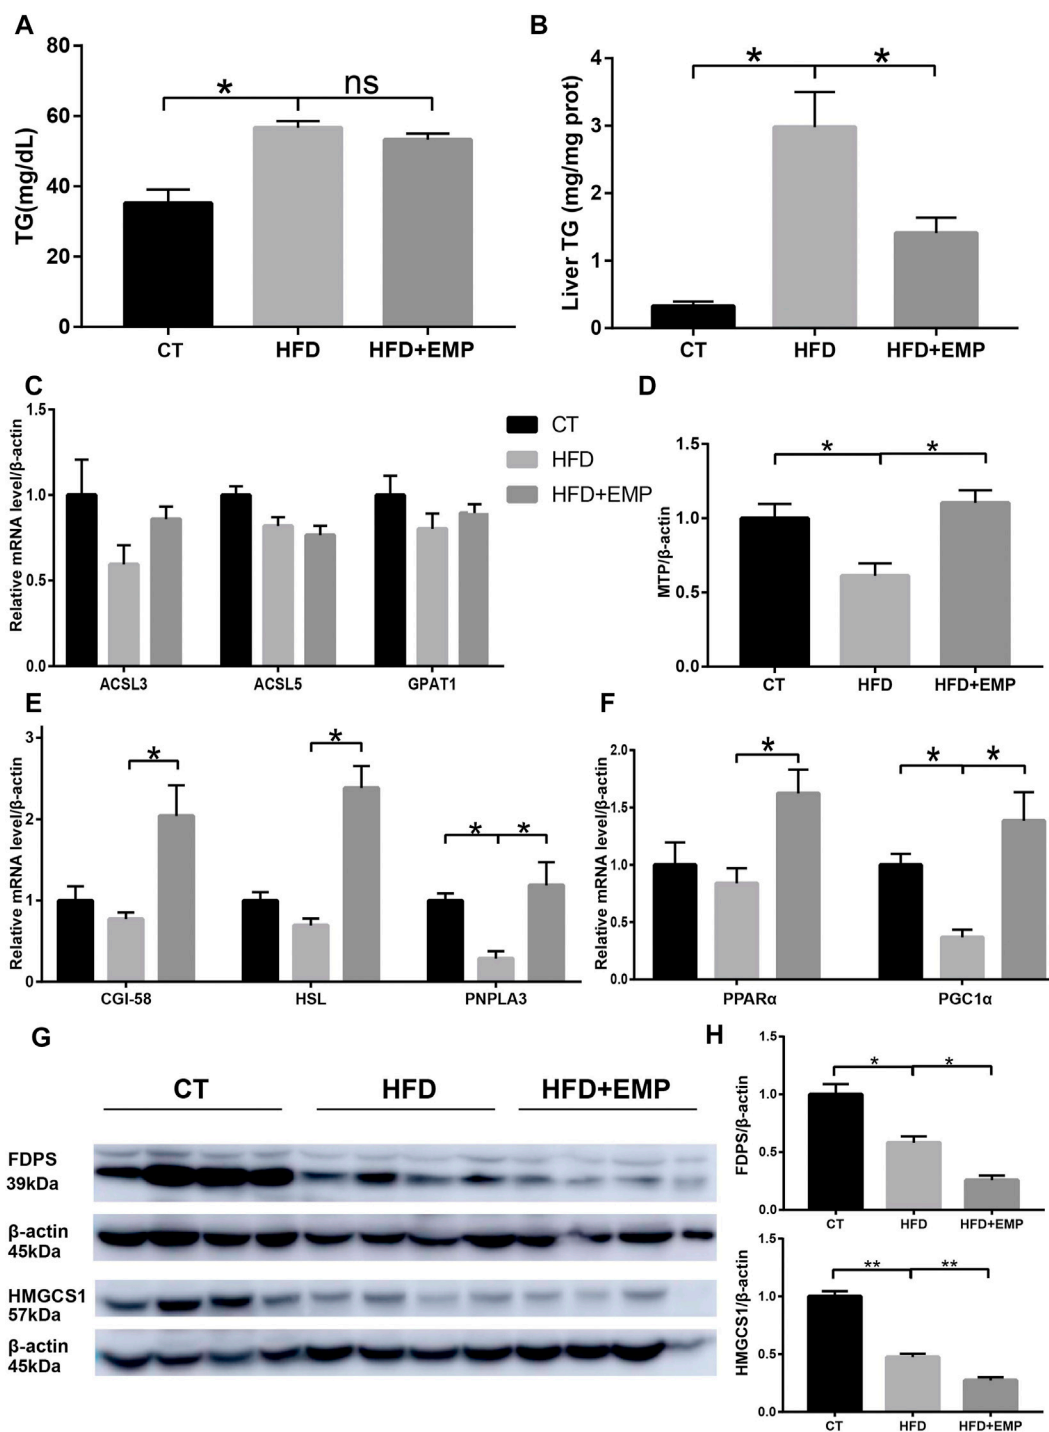 A
TG(mg/dL)
80
60
40
20
0
* ns
CT HFD HFD+EMP
B
Liver TG (mg/mg prot)
4
3
2
1
0
* *
CT HFD HFD+EMP
C
Relative mRNA level/β-actin
1.5
1.0
0.5
0.0
ACSL3 ACSL5 GPAT1
CT
HFD
HFD+EMP
D
MTP/β-actin
1.5
1.0
0.5
0.0
* *
CT HFD HFD+EMP
E
Relative mRNA level/β-actin
3
2
1
0
* * * *
CGI-58 HSL PNPLA3
F
Relative mRNA level/β-actin
2.0
1.5
1.0
0.5
0.0
* * *
PPARα PGC1α
G
CT HFD HFD+EMP
FDPS
39kDa
β-actin
45kDa
HMGCS1
57kDa
β-actin
45kDa
H
FDPS/β-actin
1.5
1.0
0.5
0.0
* *
CT HFD HFD+EMP
HMGCS1/β-actin
1.5
1.0
0.5
0.0
** **
CT HFD HFD+EMP